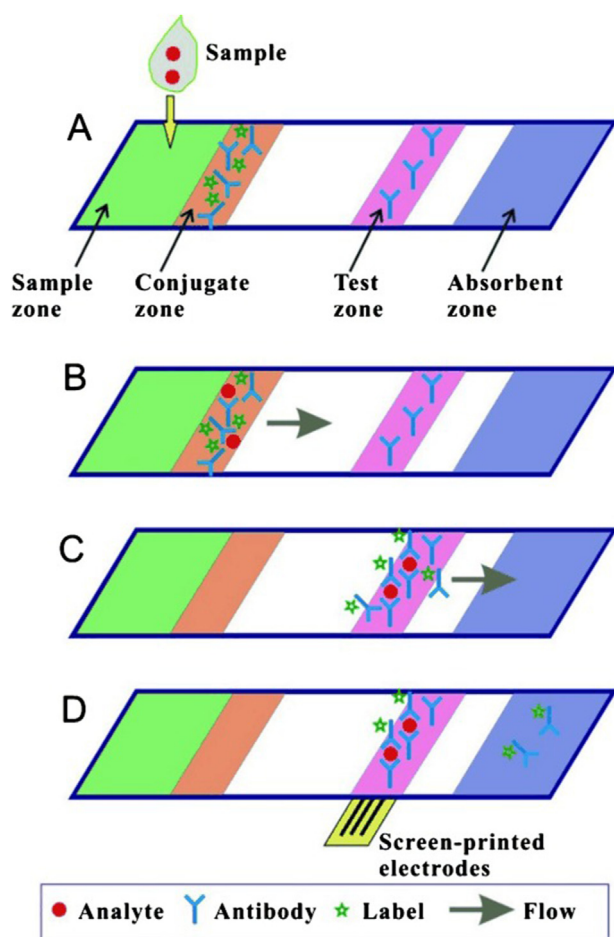 Sample
A
Sample zone
Conjugate zone
Test zone
Absorbent zone
B
C
D
Screen-printed electrodes
Analyte Antibody Label Flow